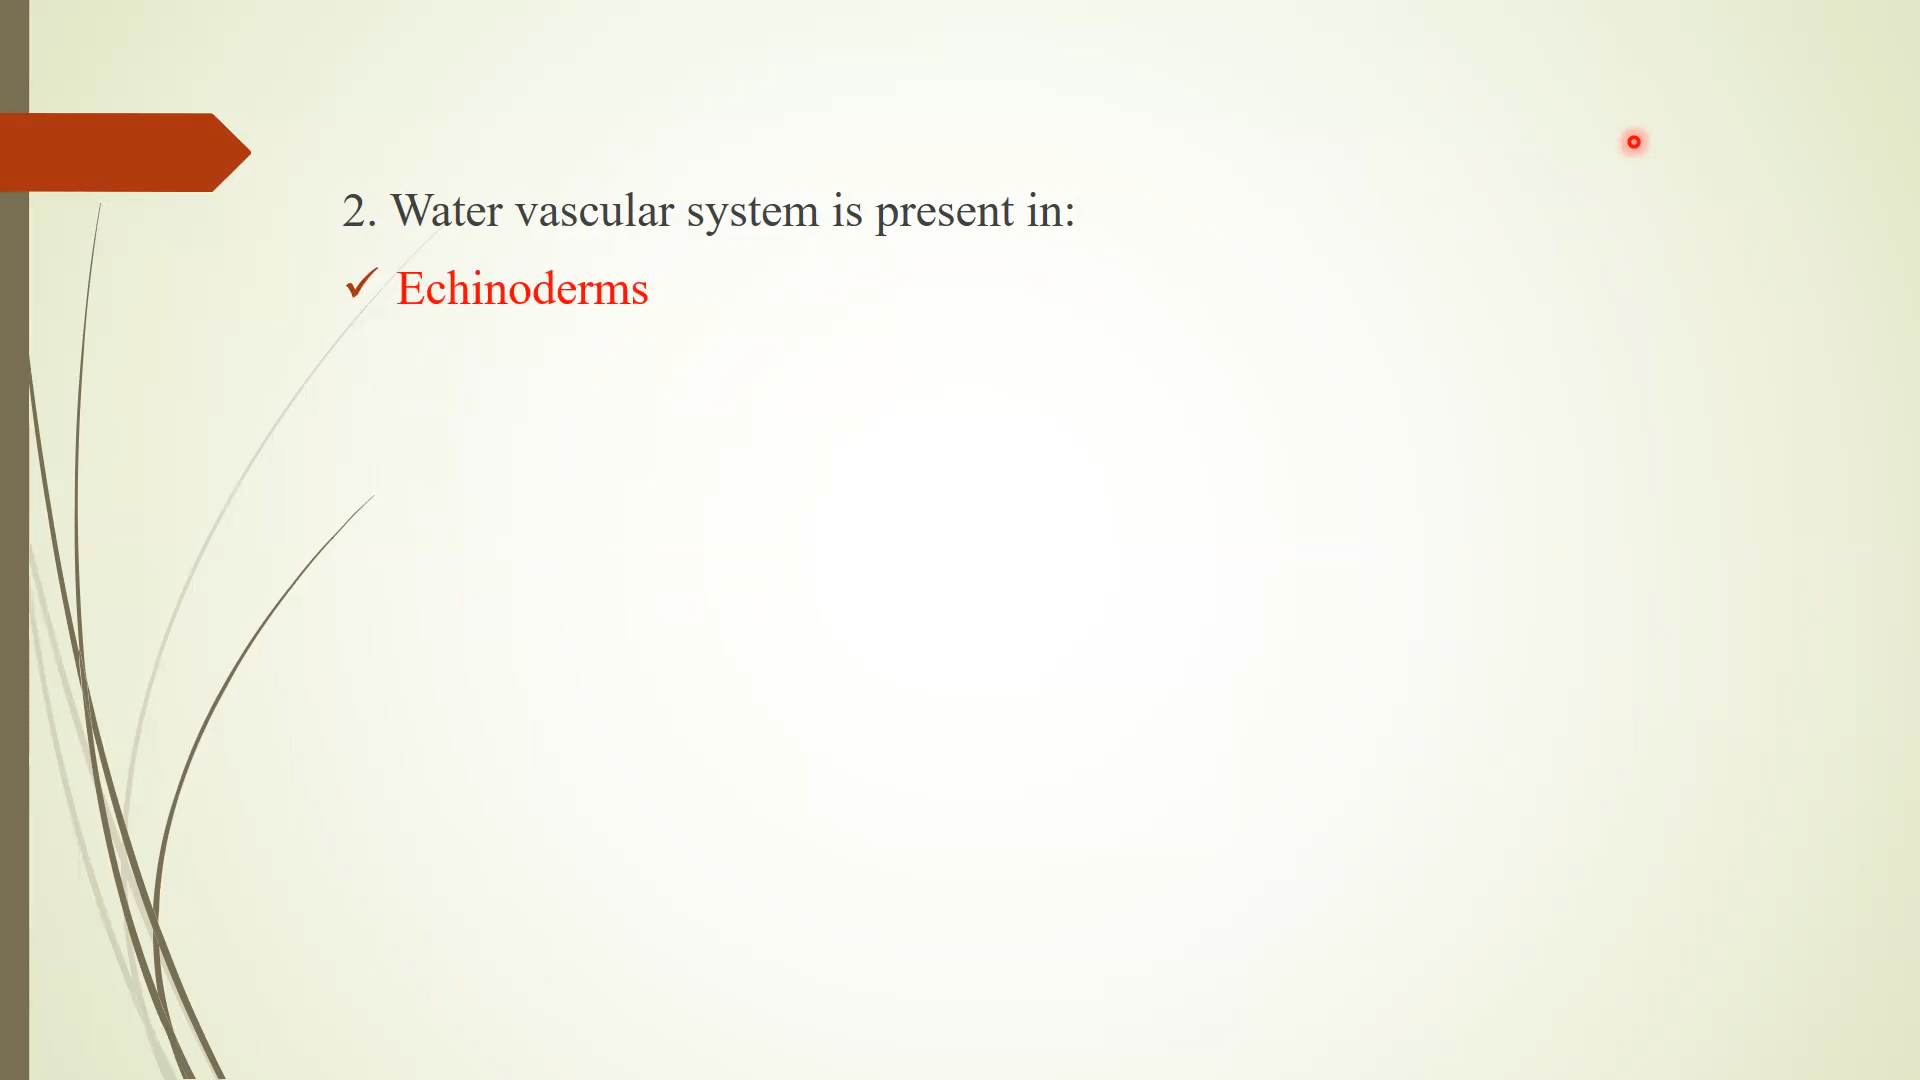 2. Water vascular system is present in:
✓ Echinoderms